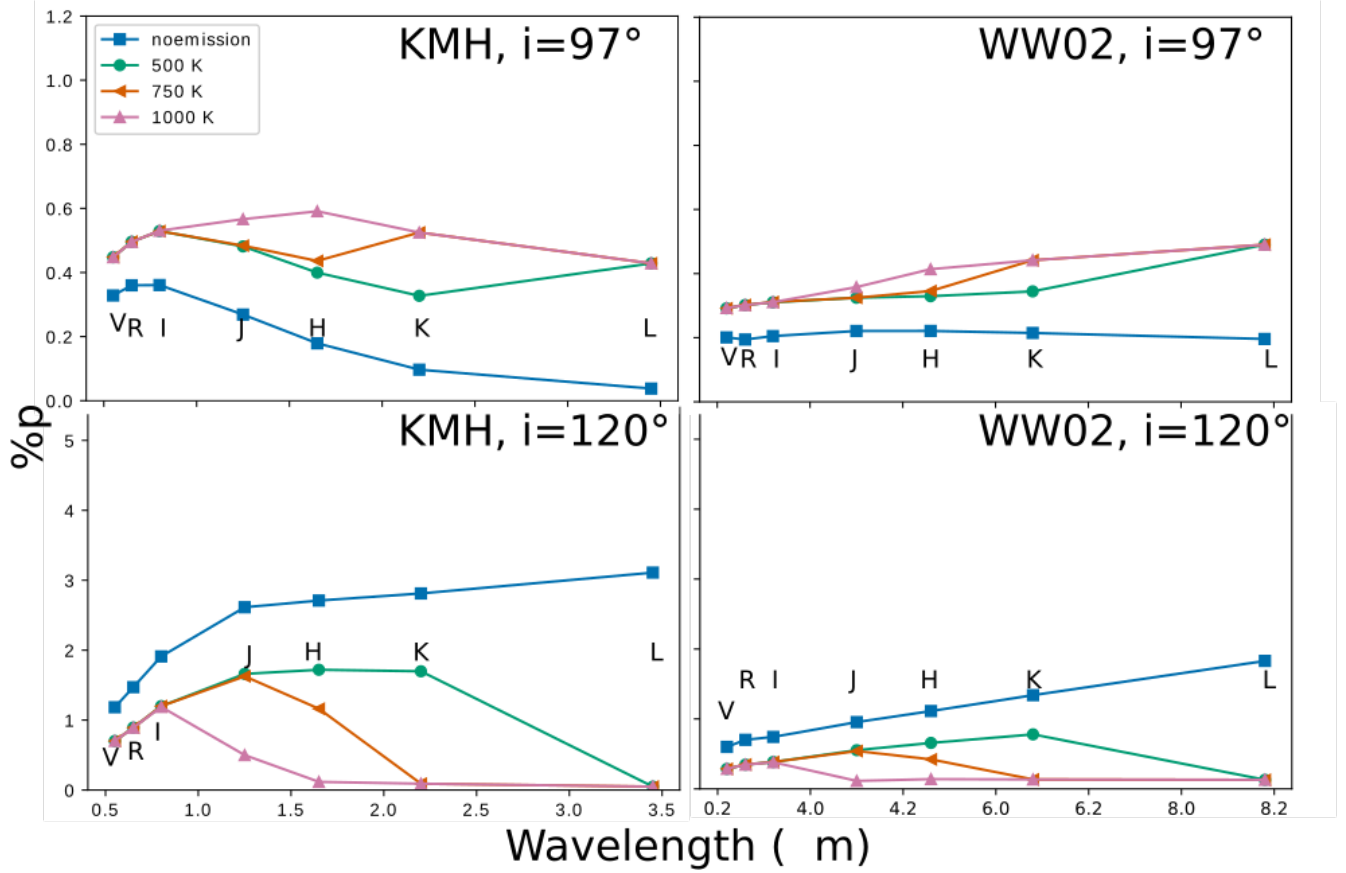 KMH, i=97°
WW02, i=97°
noemission
500 K
750 K
1000 K
1.2
1.0
0.8
0.6
0.4
0.2
0.0
V R I J H K L
V R I J H K L
%p
KMH, i=120°
WW02, i=120°
5
4
3
2
1
0
V R I J H K L
V R I J H K L
0.5 1.0 1.5 2.0 2.5 3.0 3.5
0.2 4.0 4.2 6.0 6.2 8.0 8.2
Wavelength ( m)